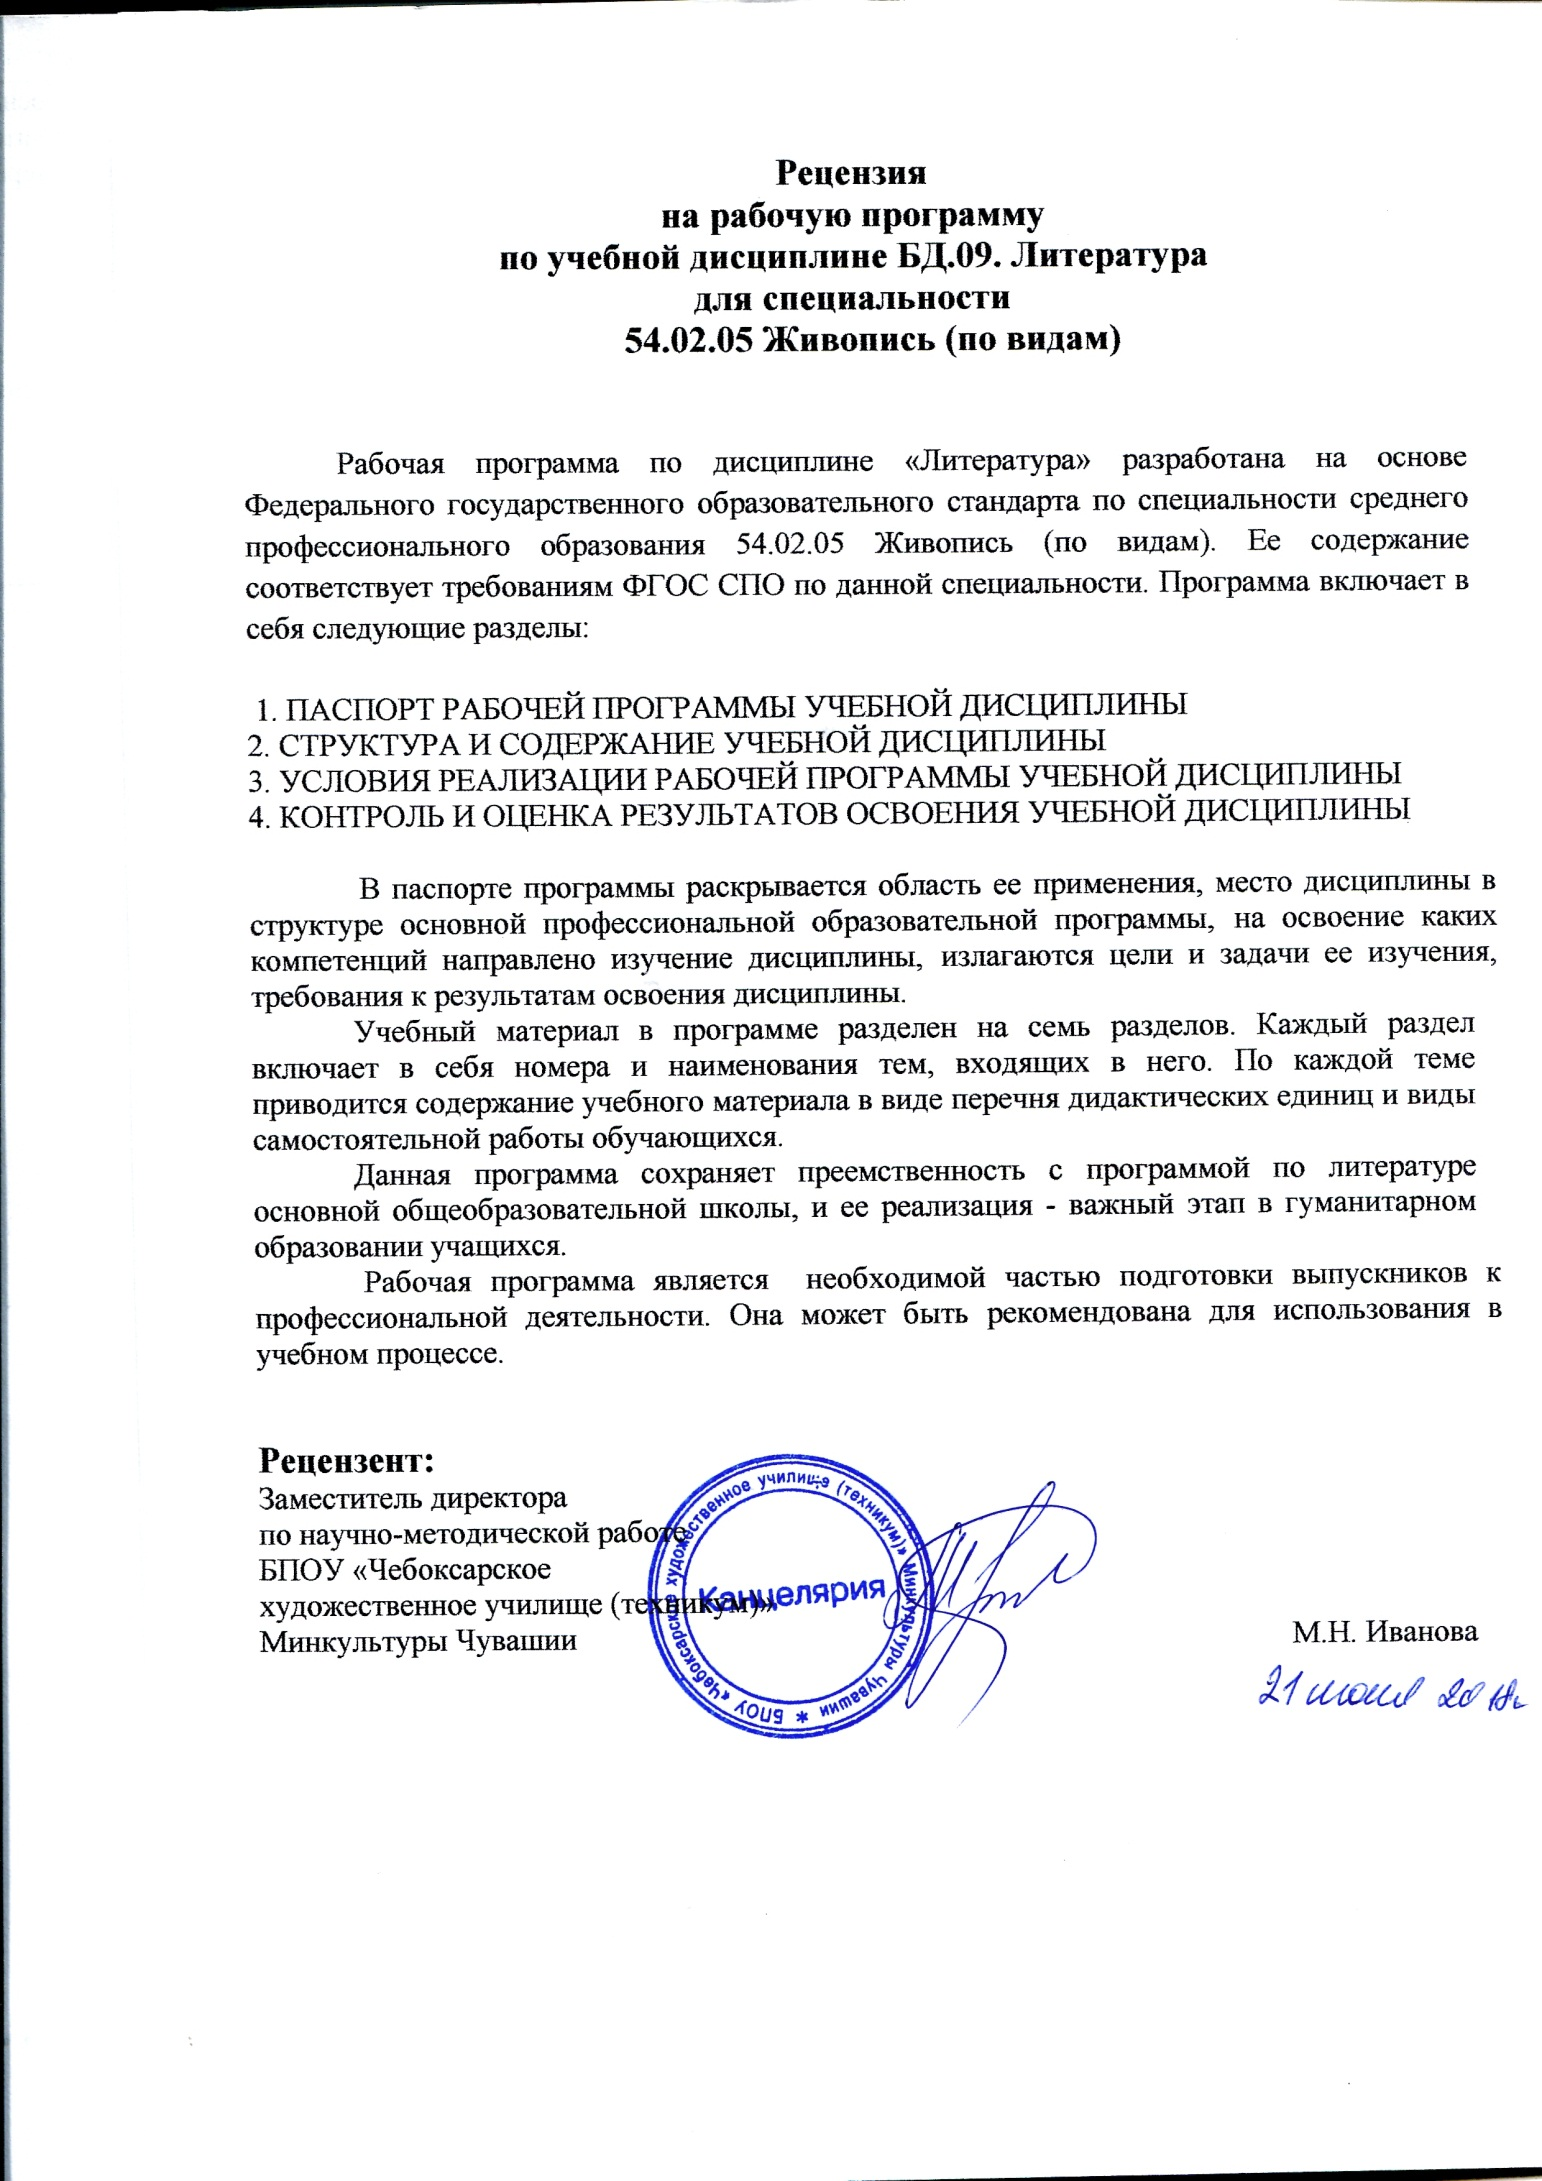 Рецензия
на рабочую программу
по учебной дисциплине БД.09. Литература
для специальности
54.02.05 Живопись (по видам)
Рабочая программа по дисциплине «Литература» разработана на основе
Федерального государственного образовательного стандарта по специальности среднего
профессионального образования 54.02.05 Живопись (по видам). Ее содержание
соответствует требованиям ФГОС СПО по данной специальности. Программа включает в
себя следующие разделы:
1. ПАСПОРТ РАБОЧЕЙ ПРОГРАММЫ УЧЕБНОЙ ДИСЦИПЛИНЫ
2. СТРУКТУРА И СОДЕРЖАНИЕ УЧЕБНОЙ ДИСЦИПЛИНЫ
3. УСЛОВИЯ РЕАЛИЗАЦИИ РАБОЧЕЙ ПРОГРАММЫ УЧЕБНОЙ ДИСЦИПЛИНЫ
4. КОНТРОЛЬ И ОЦЕНКА РЕЗУЛЬТАТОВ ОСВОЕНИЯ УЧЕБНОЙ ДИСЦИПЛИНЫ
В паспорте программы раскрывается область ее применения, место дисциплины в
структуре основной профессиональной образовательной программы, на освоение каких
компетенций направлено изучение дисциплины, излагаются цели и задачи ее изучения,
требования к результатам освоения дисциплины.
Учебный материал в программе разделен на семь разделов. Каждый раздел
включает в себя номера и наименования тем, входящих в него. По каждой теме
приводится содержание учебного материала в виде перечня дидактических единиц и виды
самостоятельной работы обучающихся.
Данная программа сохраняет преемственность с программой по литературе
основной общеобразовательной школы, и ее реализация - важный этап в гуманитарном
образовании учащихся.
Рабочая программа является необходимой частью подготовки выпускников к
профессиональной деятельности. Она может быть рекомендована для использования в
учебном процессе.
Рецензент:
Заместитель директора
по научно-методической работе
БПОУ «Чебоксарское
художественное училище (техникум)»
Минкультуры Чувашии
М.Н. Иванова
БПОУ «Чебоксарское художественное училище (техникум)» Минкультуры Чувашии *
Канцелярия
21 июня 2018г